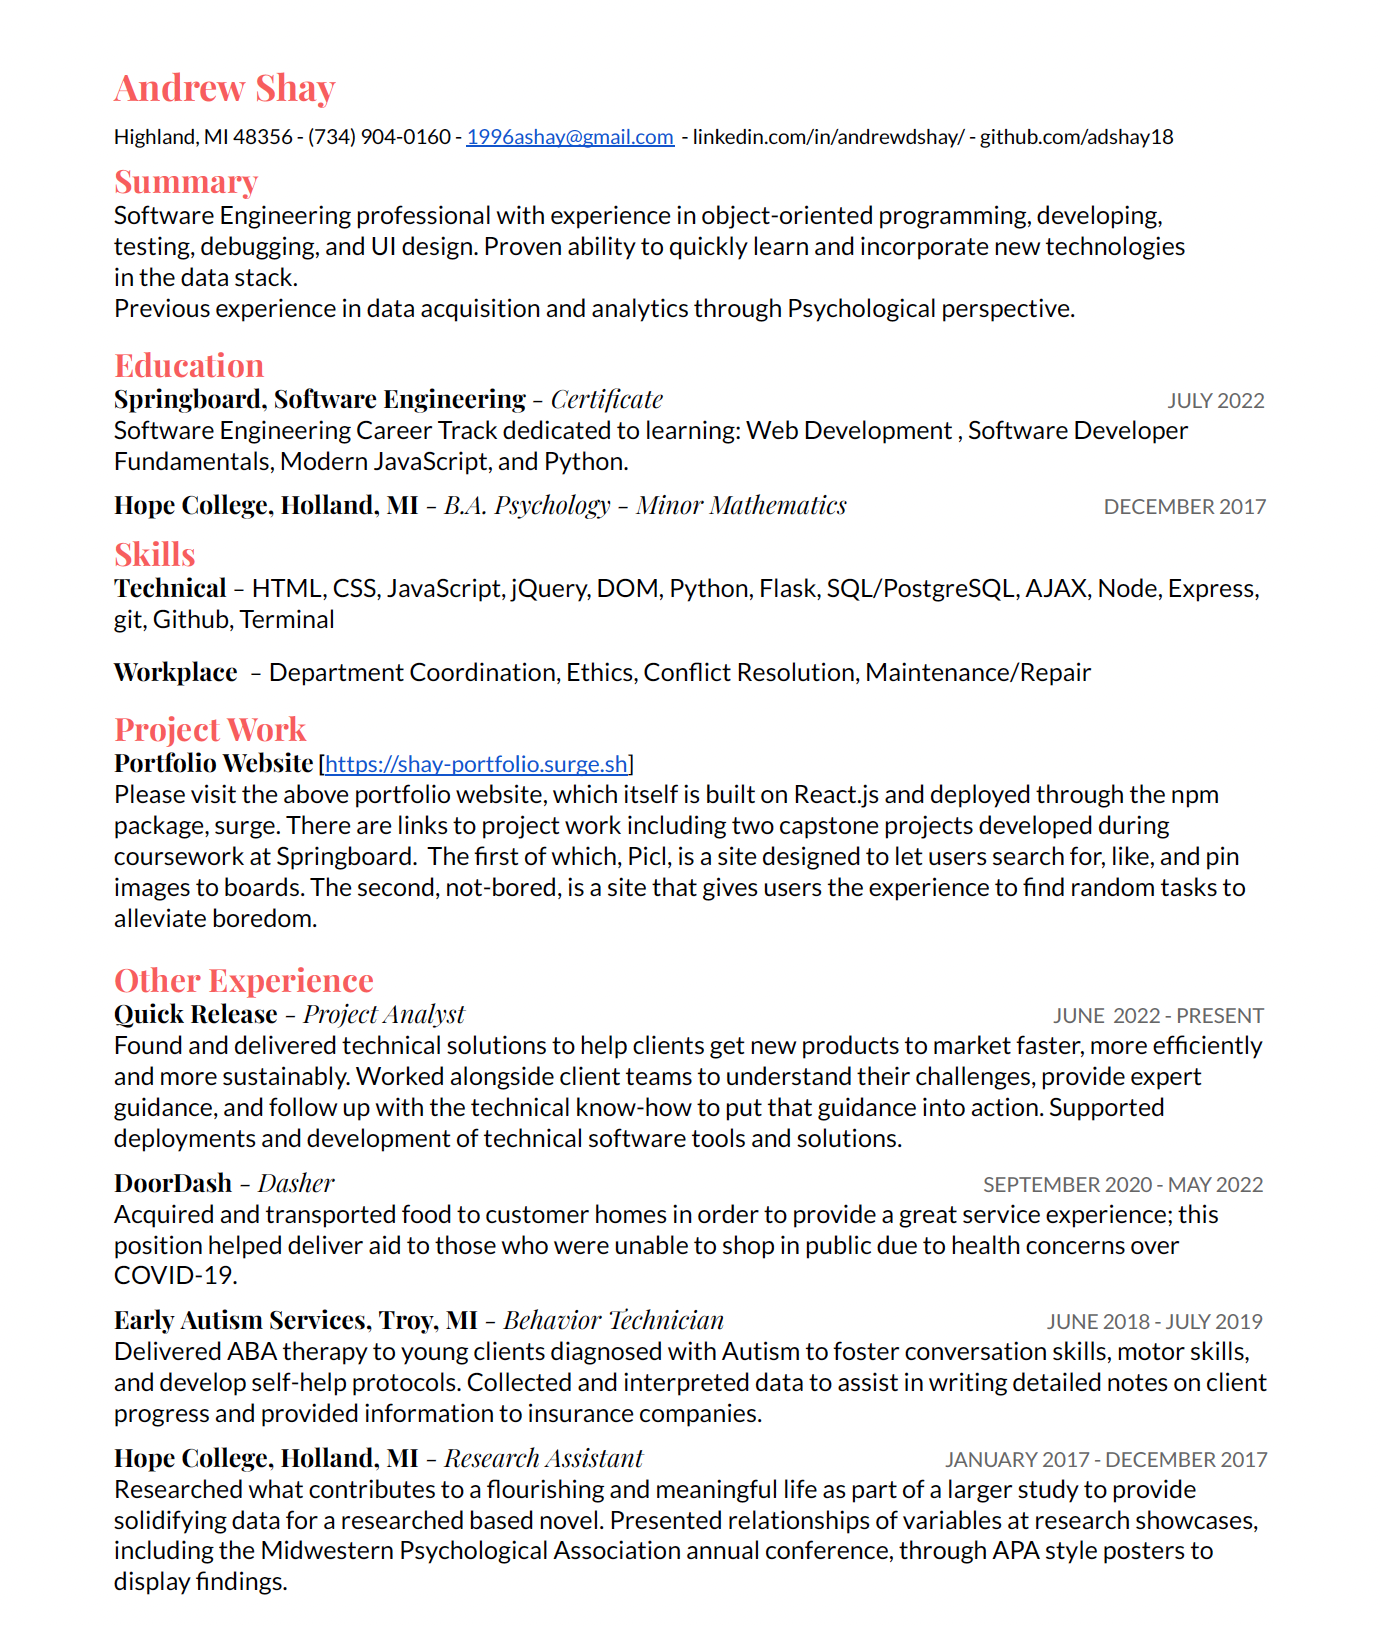 Andrew Shay
Highland, MI 48356 - (734) 904-0160 - 1996ashay@gmail.com - linkedin.com/in/andrewdshay/ - github.com/adshay18
Summary
Software Engineering professional with experience in object-oriented programming, developing,
testing, debugging, and UI design. Proven ability to quickly learn and incorporate new technologies
in the data stack.
Previous experience in data acquisition and analytics through Psychological perspective.
Education
Springboard, Software Engineering – Certificate JULY 2022
Software Engineering Career Track dedicated to learning: Web Development , Software Developer
Fundamentals, Modern JavaScript, and Python.
Hope College, Holland, MI – B.A. Psychology – Minor Mathematics DECEMBER 2017
Skills
Technical – HTML, CSS, JavaScript, jQuery, DOM, Python, Flask, SQL/PostgreSQL, AJAX, Node, Express,
git, Github, Terminal
Workplace – Department Coordination, Ethics, Conflict Resolution, Maintenance/Repair
Project Work
Portfolio Website [https://shay-portfolio.surge.sh]
Please visit the above portfolio website, which itself is built on React.js and deployed through the npm
package, surge. There are links to project work including two capstone projects developed during
coursework at Springboard. The first of which, Picl, is a site designed to let users search for, like, and pin
images to boards. The second, not-bored, is a site that gives users the experience to find random tasks to
alleviate boredom.
Other Experience
Quick Release – Project Analyst JUNE 2022 - PRESENT
Found and delivered technical solutions to help clients get new products to market faster, more efficiently
and more sustainably. Worked alongside client teams to understand their challenges, provide expert
guidance, and follow up with the technical know-how to put that guidance into action. Supported
deployments and development of technical software tools and solutions.
DoorDash – Dasher SEPTEMBER 2020 - MAY 2022
Acquired and transported food to customer homes in order to provide a great service experience; this
position helped deliver aid to those who were unable to shop in public due to health concerns over
COVID-19.
Early Autism Services, Troy, MI – Behavior Technician JUNE 2018 - JULY 2019
Delivered ABA therapy to young clients diagnosed with Autism to foster conversation skills, motor skills,
and develop self-help protocols. Collected and interpreted data to assist in writing detailed notes on client
progress and provided information to insurance companies.
Hope College, Holland, MI – Research Assistant JANUARY 2017 - DECEMBER 2017
Researched what contributes to a flourishing and meaningful life as part of a larger study to provide
solidifying data for a researched based novel. Presented relationships of variables at research showcases,
including the Midwestern Psychological Association annual conference, through APA style posters to
display findings.